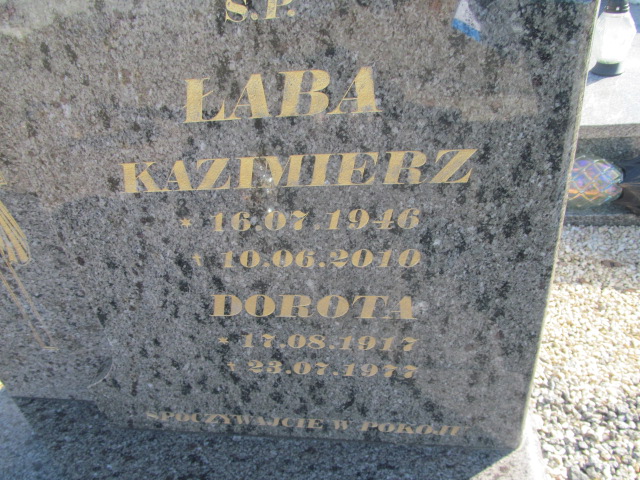 Ś.P.
ŁABA
KAZIMIERZ
* 16.07.1946
† 10.06.2010
DOROTA
* 17.08.1917
† 23.07.1977
SPOCZYWAJCIE W POKOJU